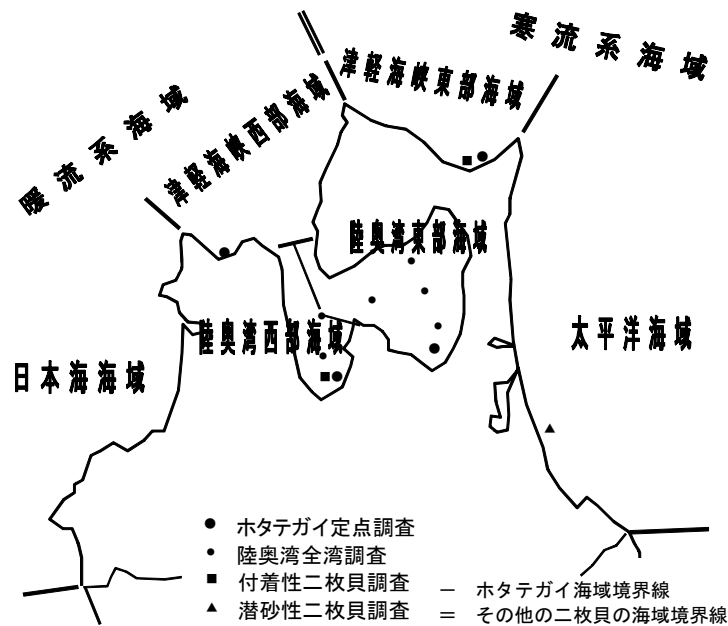 寒流系海域
津軽海峡東部海域
津軽海峡西部海域
暖流系海域
陸奥湾東部海域
陸奥湾西部海域
太平洋海域
日本海海域
● ホタテガイ定点調査
• 陸奥湾全湾調査
■ 付着性二枚貝調査
▲ 潜砂性二枚貝調査
― ホタテガイ海域境界線
＝ その他の二枚貝の海域境界線